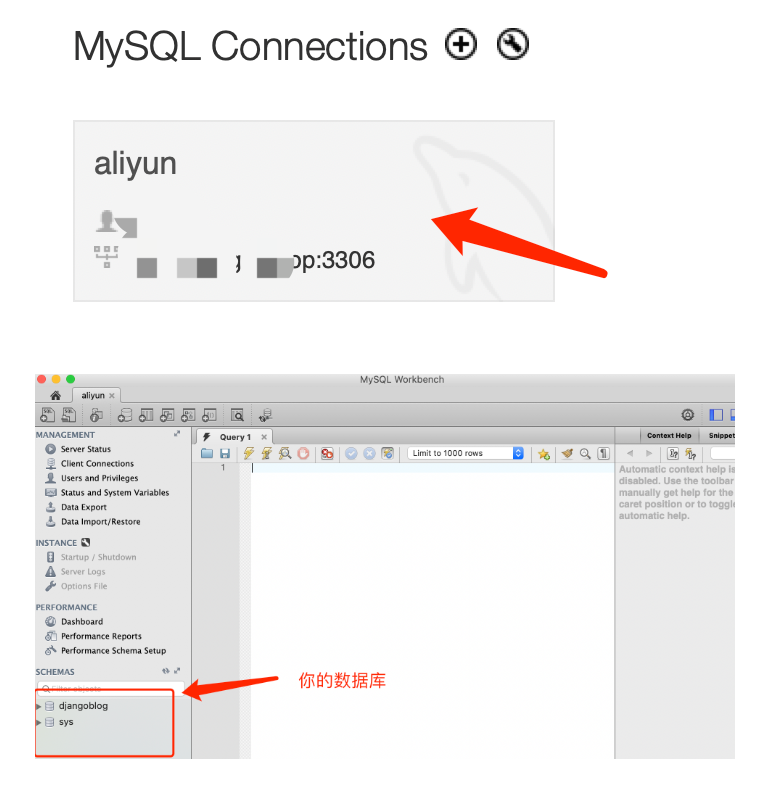 MySQL Connections
aliyun
op:3306
MySQL Workbench
aliyun
MANAGEMENT
Server Status
Client Connections
Users and Privileges
Status and System Variables
Data Export
Data Import/Restore
INSTANCE
Startup / Shutdown
Server Logs
Options File
PERFORMANCE
Dashboard
Performance Reports
Performance Schema Setup
SCHEMAS
Filter objects
djangoblog
sys
Query 1
Limit to 1000 rows
1
你的数据库
Context Help
Snippet
Automatic context help is
disabled. Use the toolbar
manually get help for the
caret position or to toggle
automatic help.